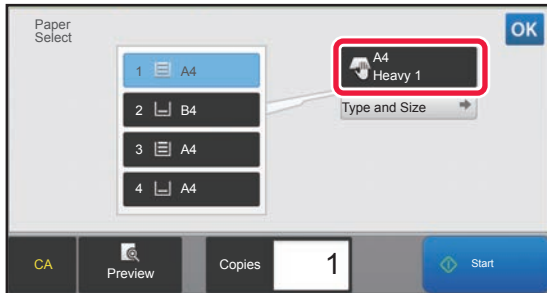 Paper
Select
OK
1 A4
2 B4
3 A4
4 A4
A4
Heavy 1
Type and Size
CA
Preview
Copies
1
Start